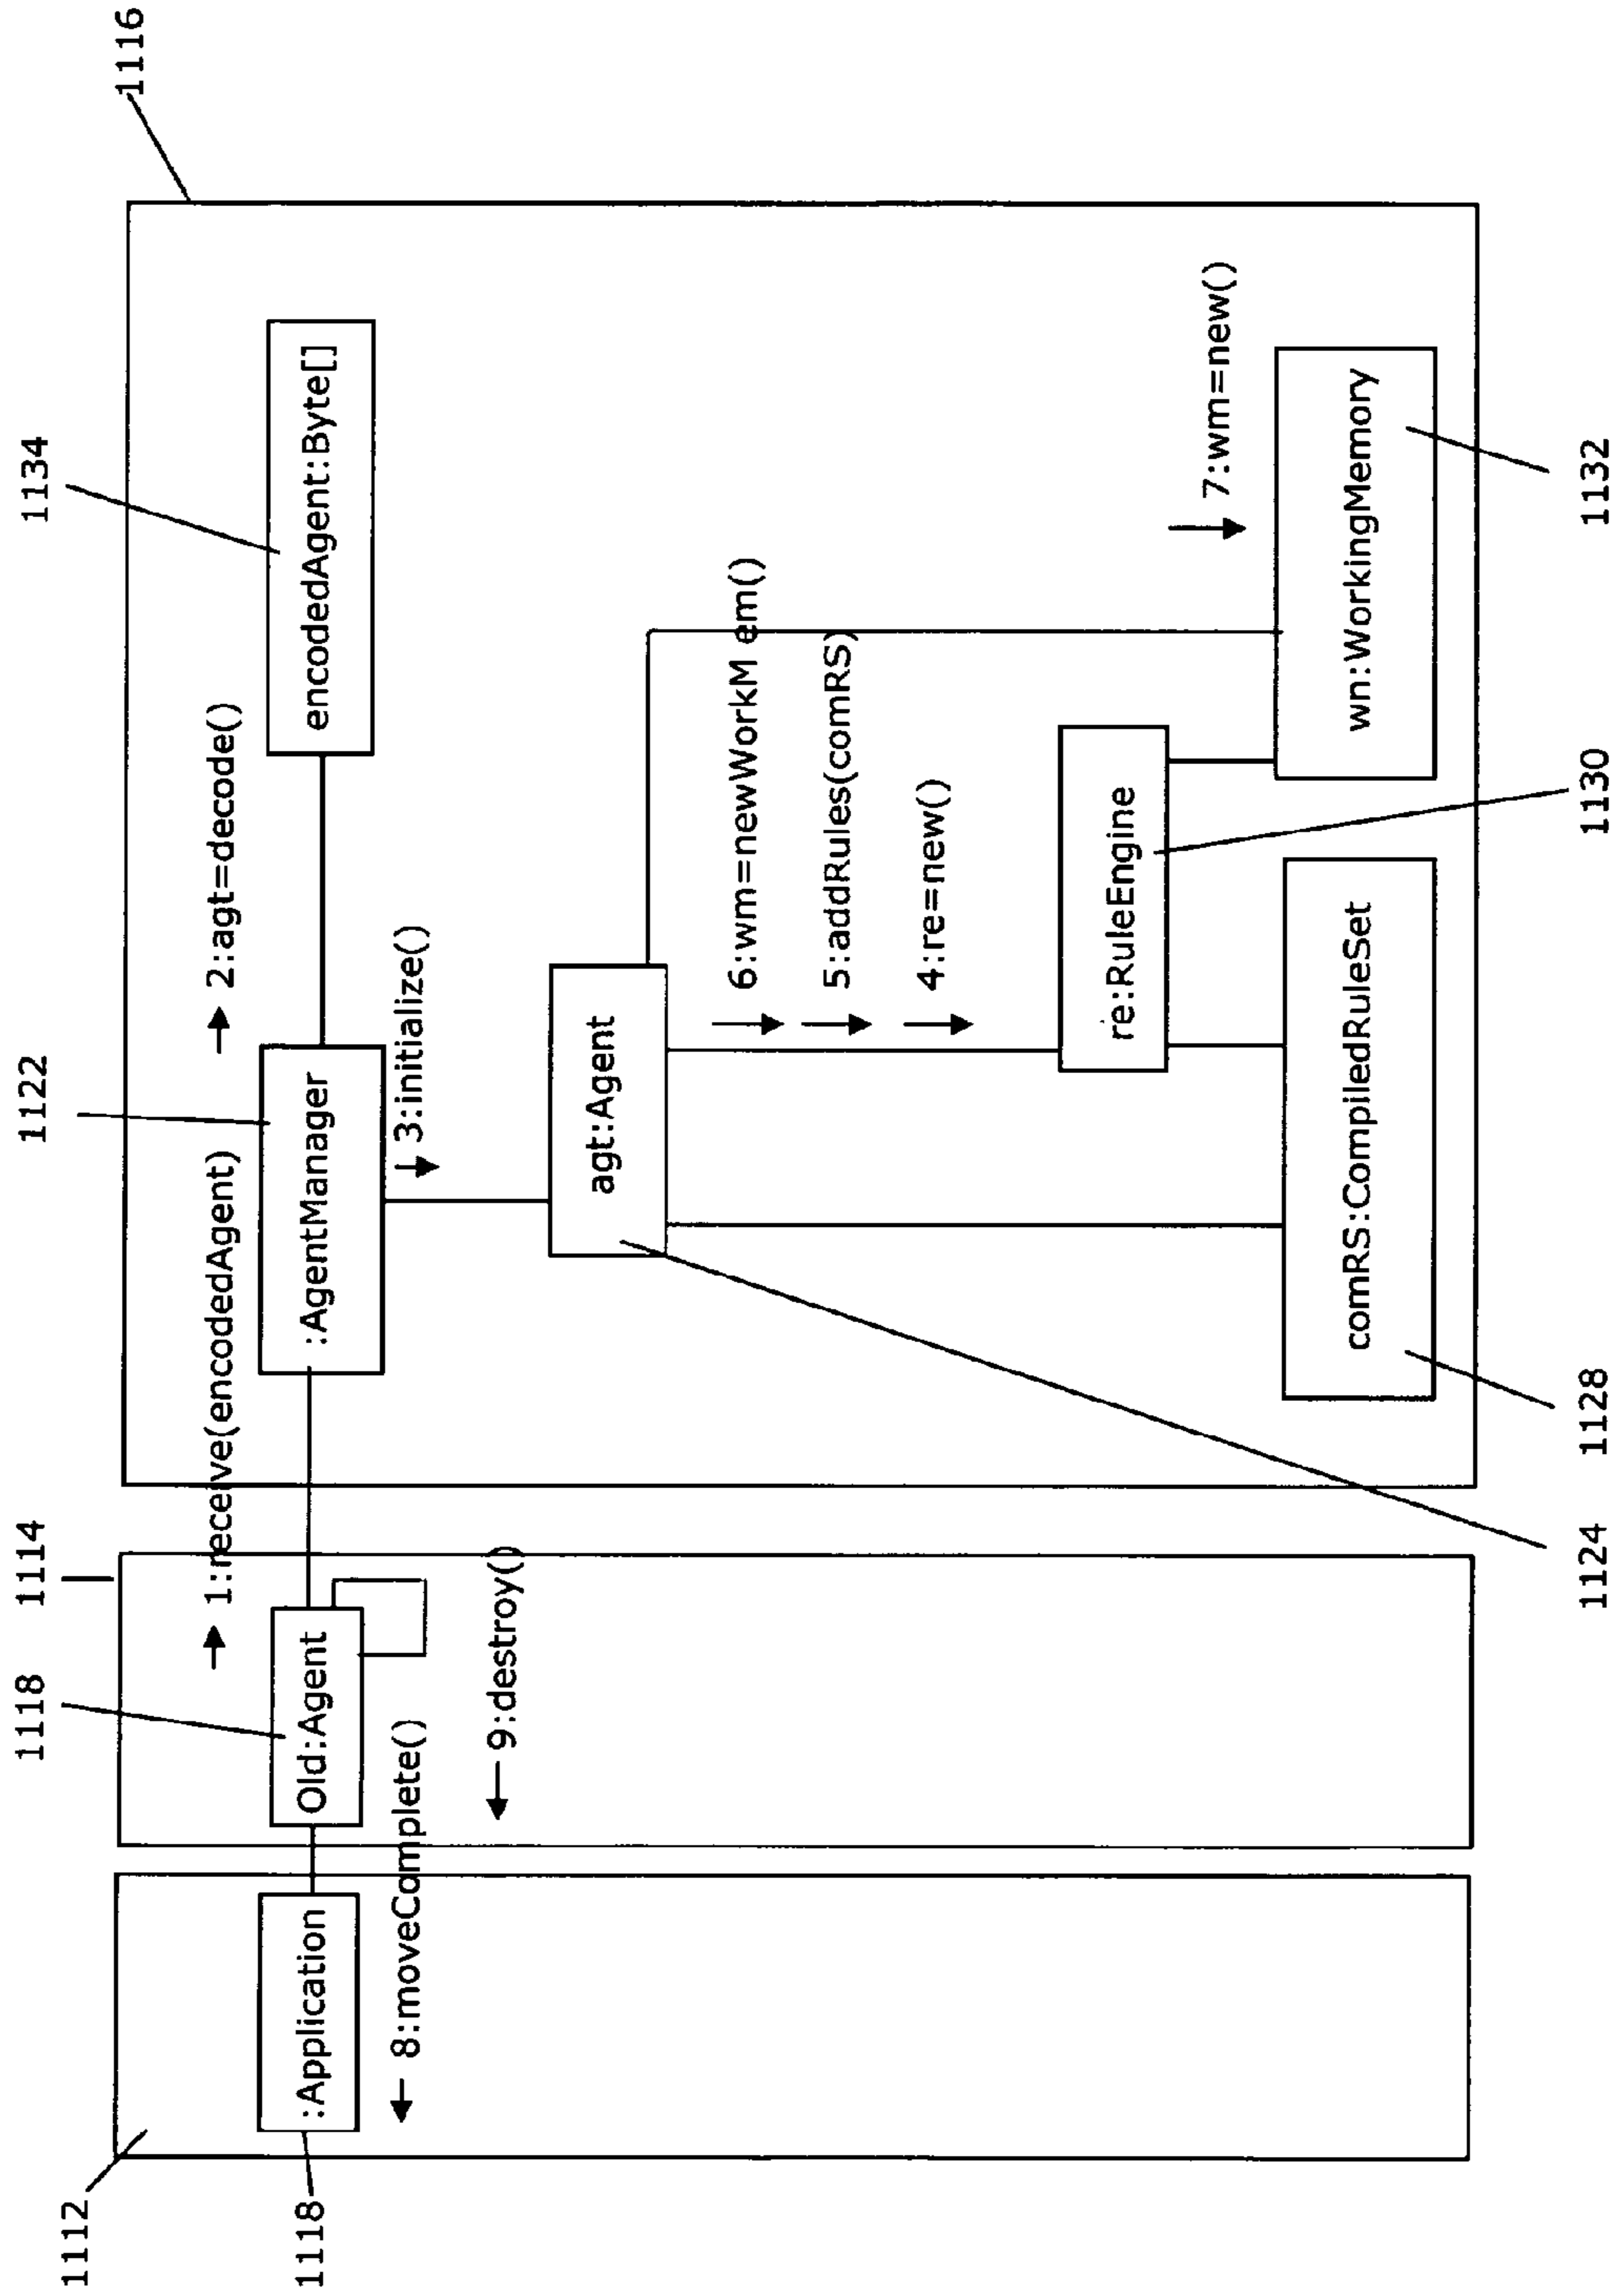 1116
1134
1122
1114
1118
1112
1118
2:agt=decode()
1:receive(encodedAgent)
encodedAgent:Byte[]
:AgentManager
Old:Agent
:Application
3:initialize()
8:moveComplete()
9:destroy()
agt:Agent
6:wm=newWorkM em()
5:addRules(comRS)
4:re=new()
re:RuleEngine
7:wm=new()
wn:WorkingMemory
comRS:CompiledRuleSet
1132
1130
1128
1124